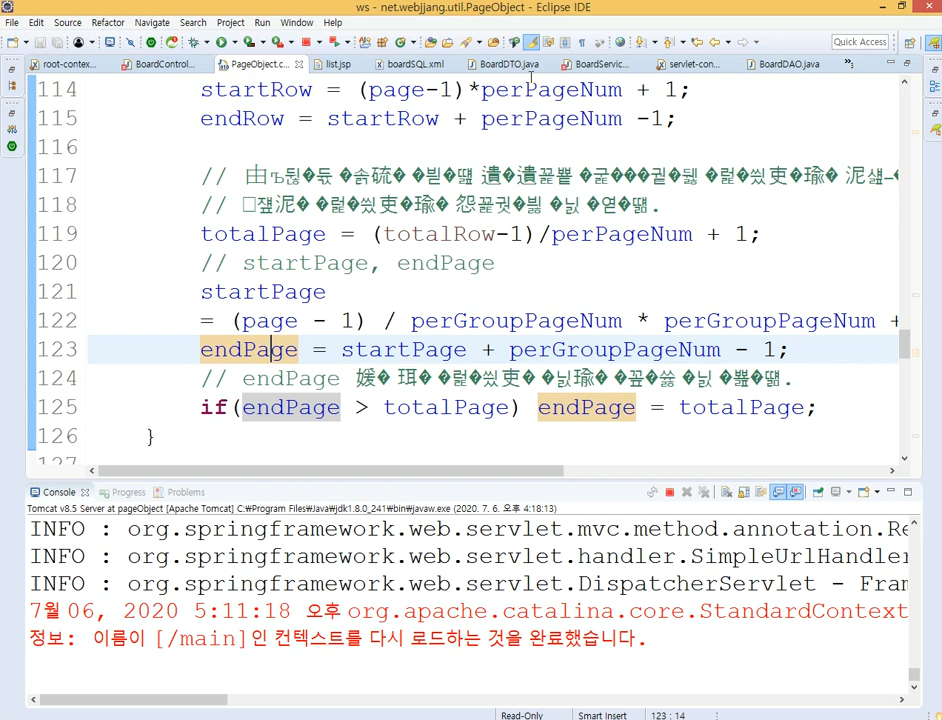 ws - net.webjjang.util.PageObject - Eclipse IDE
File Edit Refactor Navigate Search Project Run Window Help
Quick Access
root-contex... BoardControl... PageObject.c... list.jsp boardSQL.xml BoardDTO.java BoardServic... servlet-con... BoardDAO.java
114 startRow = (page-1)*perPageNum + 1;
115 endRow = startRow + perPageNum -1;
116
117 //
118 //
119 totalPage = (totalRow-1)/perPageNum + 1;
120 // startPage, endPage
121 startPage
122 = (page - 1) / perGroupPageNum * perGroupPageNum +
123 endPage = startPage + perGroupPageNum - 1;
124 // endPage
125 if(endPage > totalPage) endPage = totalPage;
126 }
127
Console Progress Problems
Tomcat v8.5 Server at pageObject [Apache Tomcat] C:₩Program Files₩Java₩jdk1.8.0_241₩bin₩javaw.exe (2020. 7. 6. 오후 4:18:13)
INFO : org.springframework.web.servlet.mvc.method.annotation.Re
INFO : org.springframework.web.servlet.handler.SimpleUrlHandler
INFO : org.springframework.web.servlet.DispatcherServlet - Fram
7월 06, 2020 5:11:18 오후 org.apache.catalina.core.StandardContext
정보: 이름이 [/main]인 컨텍스트를 다시 로드하는 것을 완료했습니다.
Read-Only Smart Insert 123 : 14